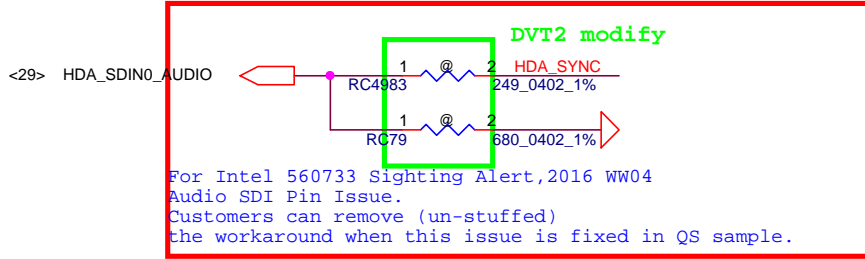 DVT2 modify
<29> HDA_SDIN0_AUDIO
1 @ 2 HDA_SYNC
RC4983 249_0402_1%
1 @ 2
RC79 680_0402_1%
For Intel 560733 Sighting Alert,2016 WW04
Audio SDI Pin Issue.
Customers can remove (un-stuffed)
the workaround when this issue is fixed in QS sample.